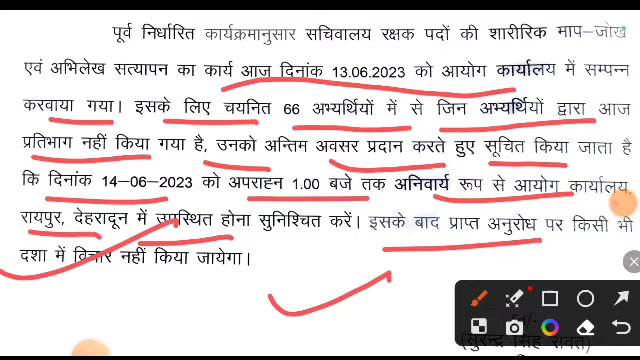 पूर्व निर्धारित कार्यक्रमानुसार सचिवालय रक्षक पदों की शारीरिक माप–जोख
एवं अभिलेख सत्यापन का कार्य आज दिनांक 13.06.2023 को आयोग कार्यालय में सम्पन्न
करवाया गया। इसके लिए चयनित 66 अभ्यर्थियों में से जिन अभ्यर्थियों द्वारा आज
प्रतिभाग नहीं किया गया है, उनको अन्तिम अवसर प्रदान करते हुए सूचित किया जाता है
कि दिनांक 14-06-2023 को अपराहन 1.00 बजे तक अनिवार्य रूप से आयोग कार्यालय,
रायपुर, देहरादून में उपस्थित होना सुनिश्चित करें। इसके बाद प्राप्त अनुरोध पर किसी भी
दशा में विचार नहीं किया जायेगा।
(सुरेन्द्र सिंह रावत)